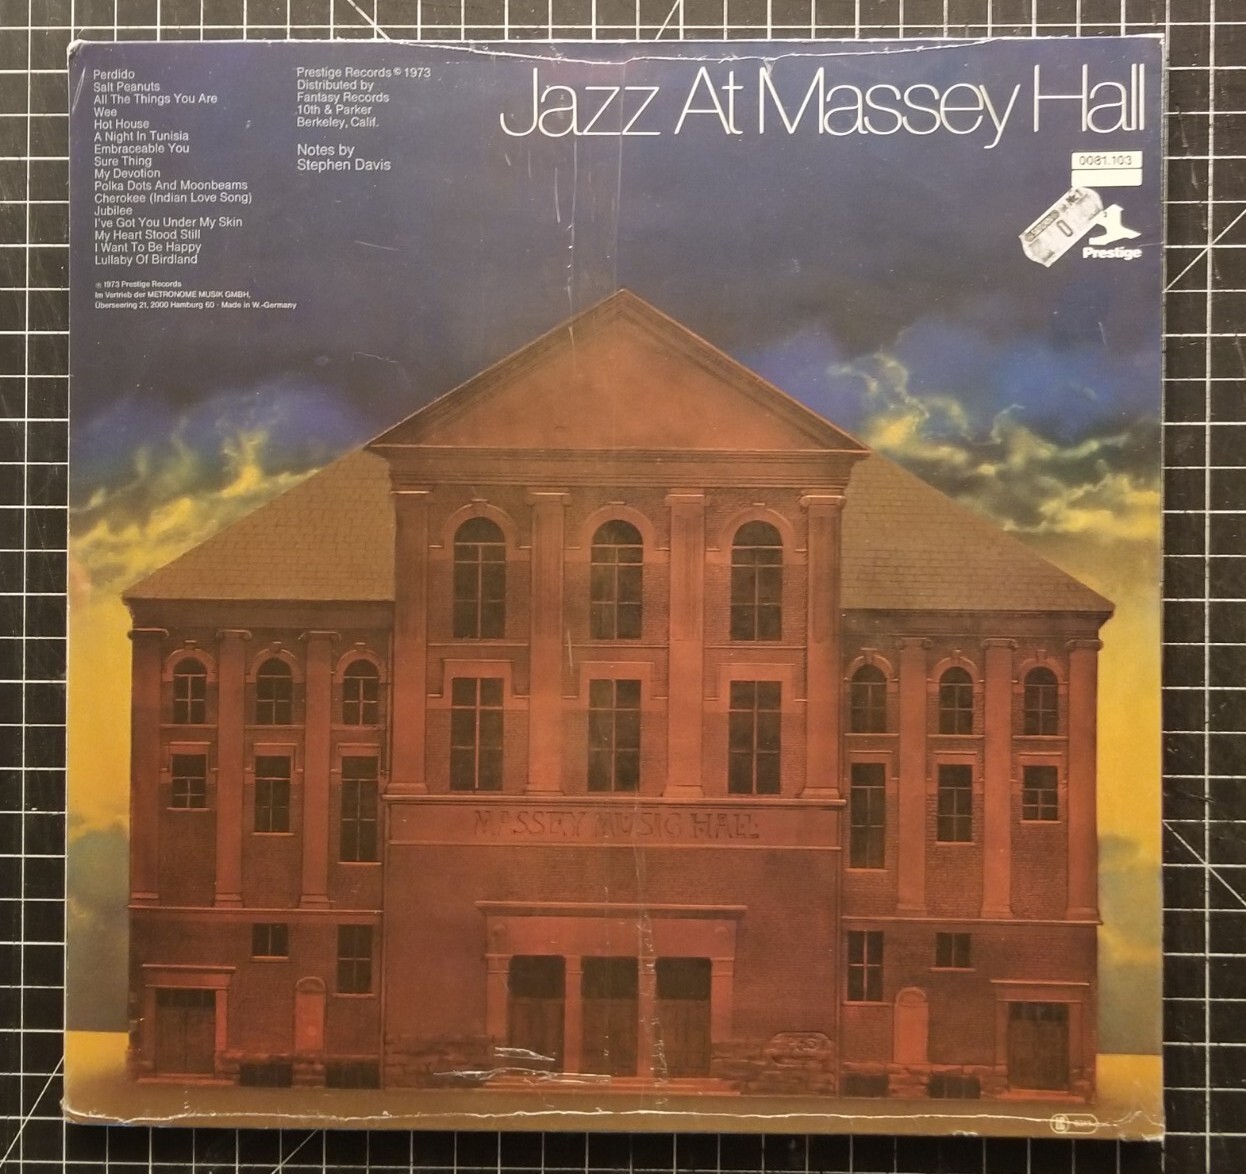 Perdido
Salt Peanuts
All The Things You Are
Wee
Hot House
A Night In Tunisia
Embraceable You
Sure Thing
My Devotion
Polka Dots And Moonbeams
Cherokee (Indian Love Song)
Jubilee
I've Got You Under My Skin
My Heart Stood Still
I Want To Be Happy
Lullaby Of Birdland
℗ 1973 Prestige Records
Im Vertrieb der METRONOME MUSIK GMBH,
Überseering 21, 2000 Hamburg 60 · Made in W.-Germany
Prestige Records © 1973
Distributed by
Fantasy Records
10th & Parker
Berkeley, Calif.
Notes by
Stephen Davis
Jazz At Massey Hall
0081.103
0
Prestige
MASSEY MUSIC HALL